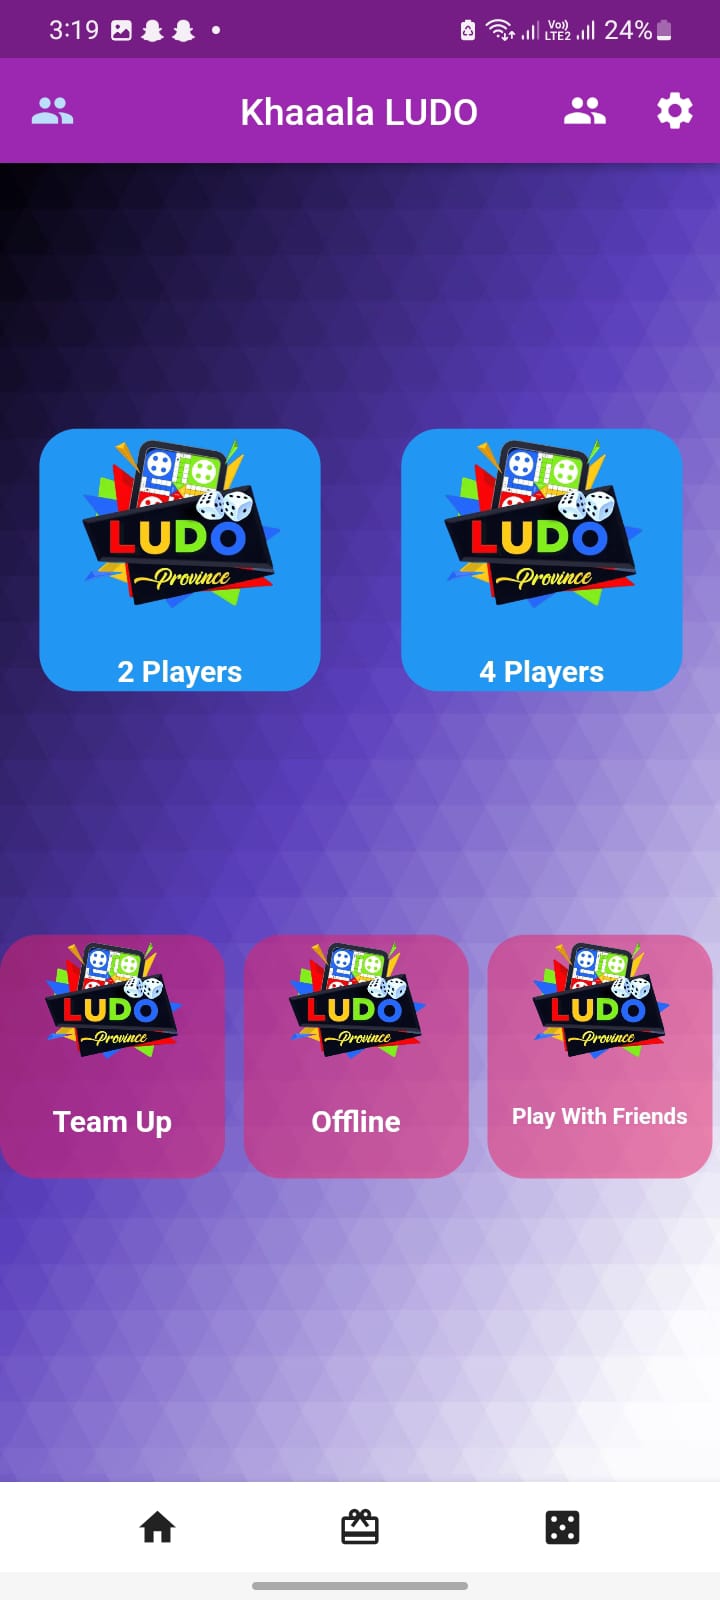 3:19
Vo))
LTE2
24%
Khaaala LUDO
LUDO
Province
2 Players
LUDO
Province
4 Players
LUDO
Province
Team Up
LUDO
Province
Offline
LUDO
Province
Play With Friends